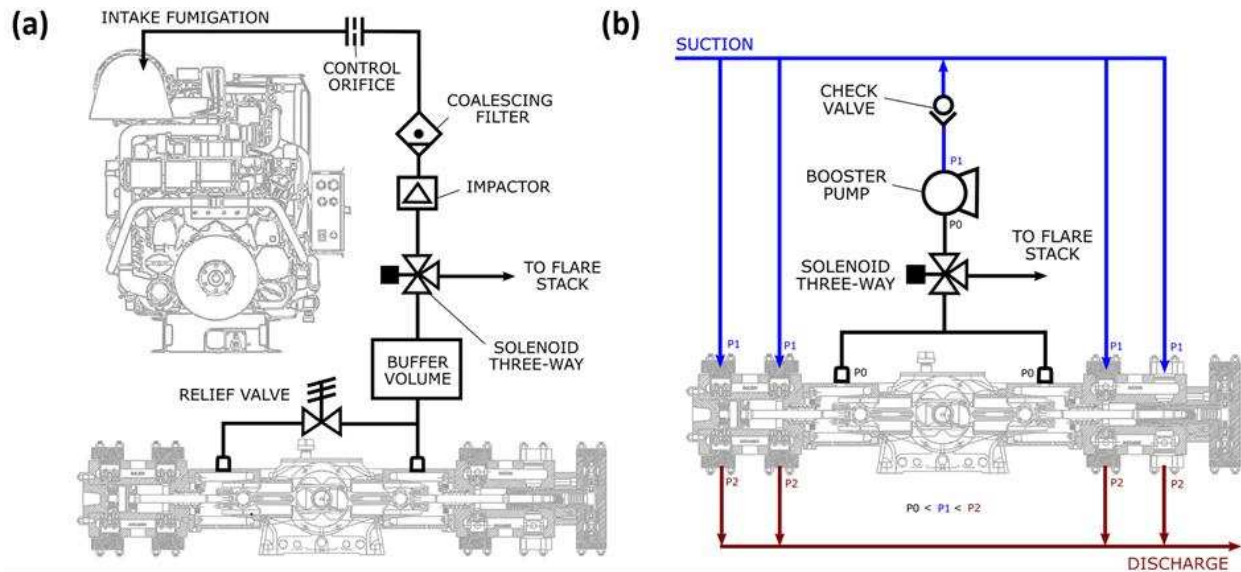 (a)
INTAKE FUMIGATION
CONTROL
ORIFICE
COALESCING
FILTER
IMPACTOR
TO FLARE
STACK
SOLENOID
THREE-WAY
BUFFER
VOLUME
RELIEF VALVE
(b)
SUCTION
CHECK
VALVE
P1
BOOSTER
PUMP
P0
TO FLARE
STACK
SOLENOID
THREE-WAY
P1
P1
P1
P1
P0
P0
P2
P2
P2
P2
P0 < P1 < P2
DISCHARGE